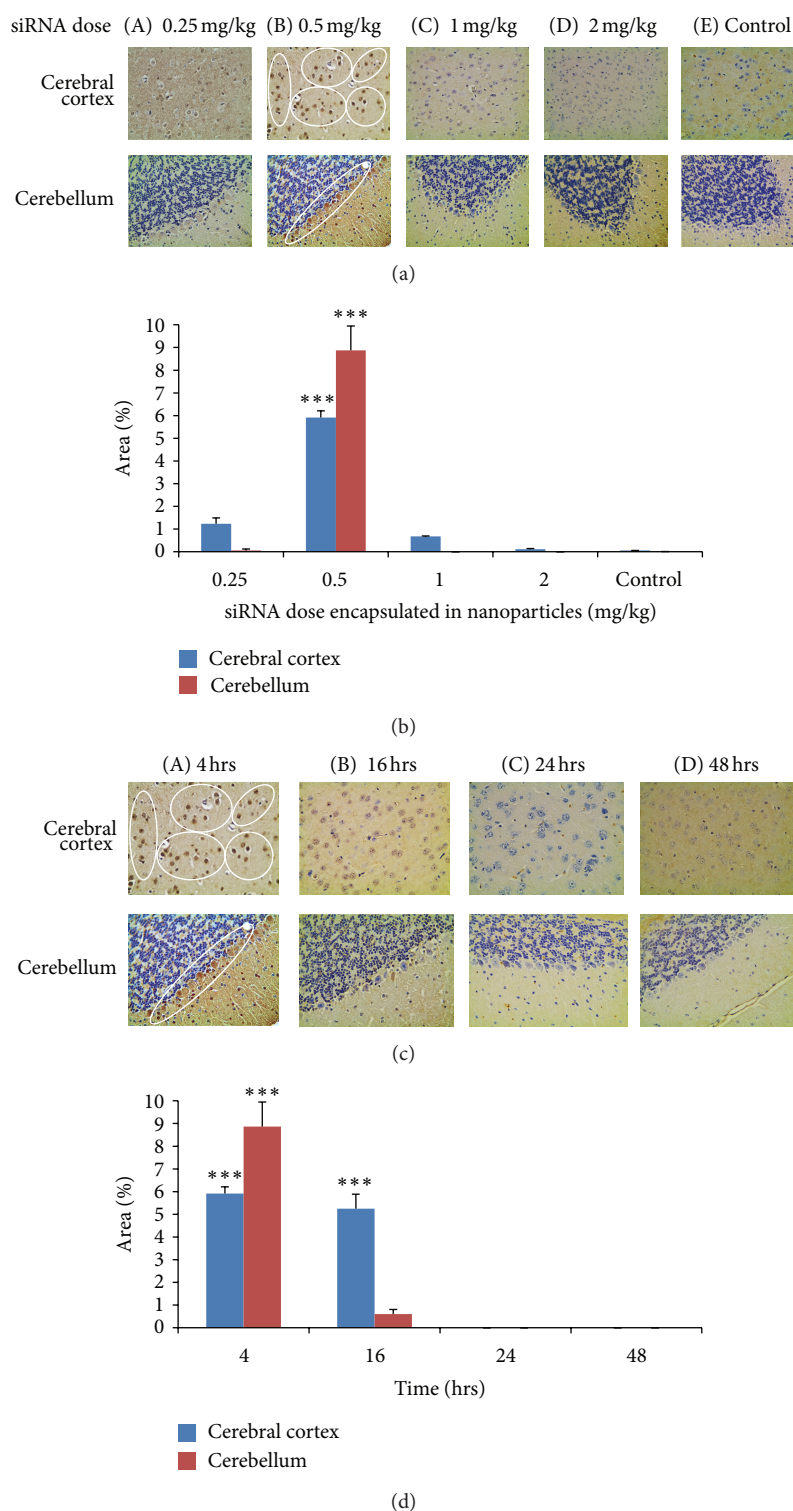 siRNA dose (A) 0.25 mg/kg (B) 0.5 mg/kg (C) 1 mg/kg (D) 2 mg/kg (E) Control
Cerebral
cortex
Cerebellum
(a)
10
9
8
7
6
5
4
3
2
1
0
Area (%)
***
***
0.25 0.5 1 2 Control
siRNA dose encapsulated in nanoparticles (mg/kg)
Cerebral cortex
Cerebellum
(b)
(A) 4 hrs (B) 16 hrs (C) 24 hrs (D) 48 hrs
Cerebral
cortex
Cerebellum
(c)
10
9
8
7
6
5
4
3
2
1
0
Area (%)
***
***
***
4 16 24 48
Time (hrs)
Cerebral cortex
Cerebellum
(d)